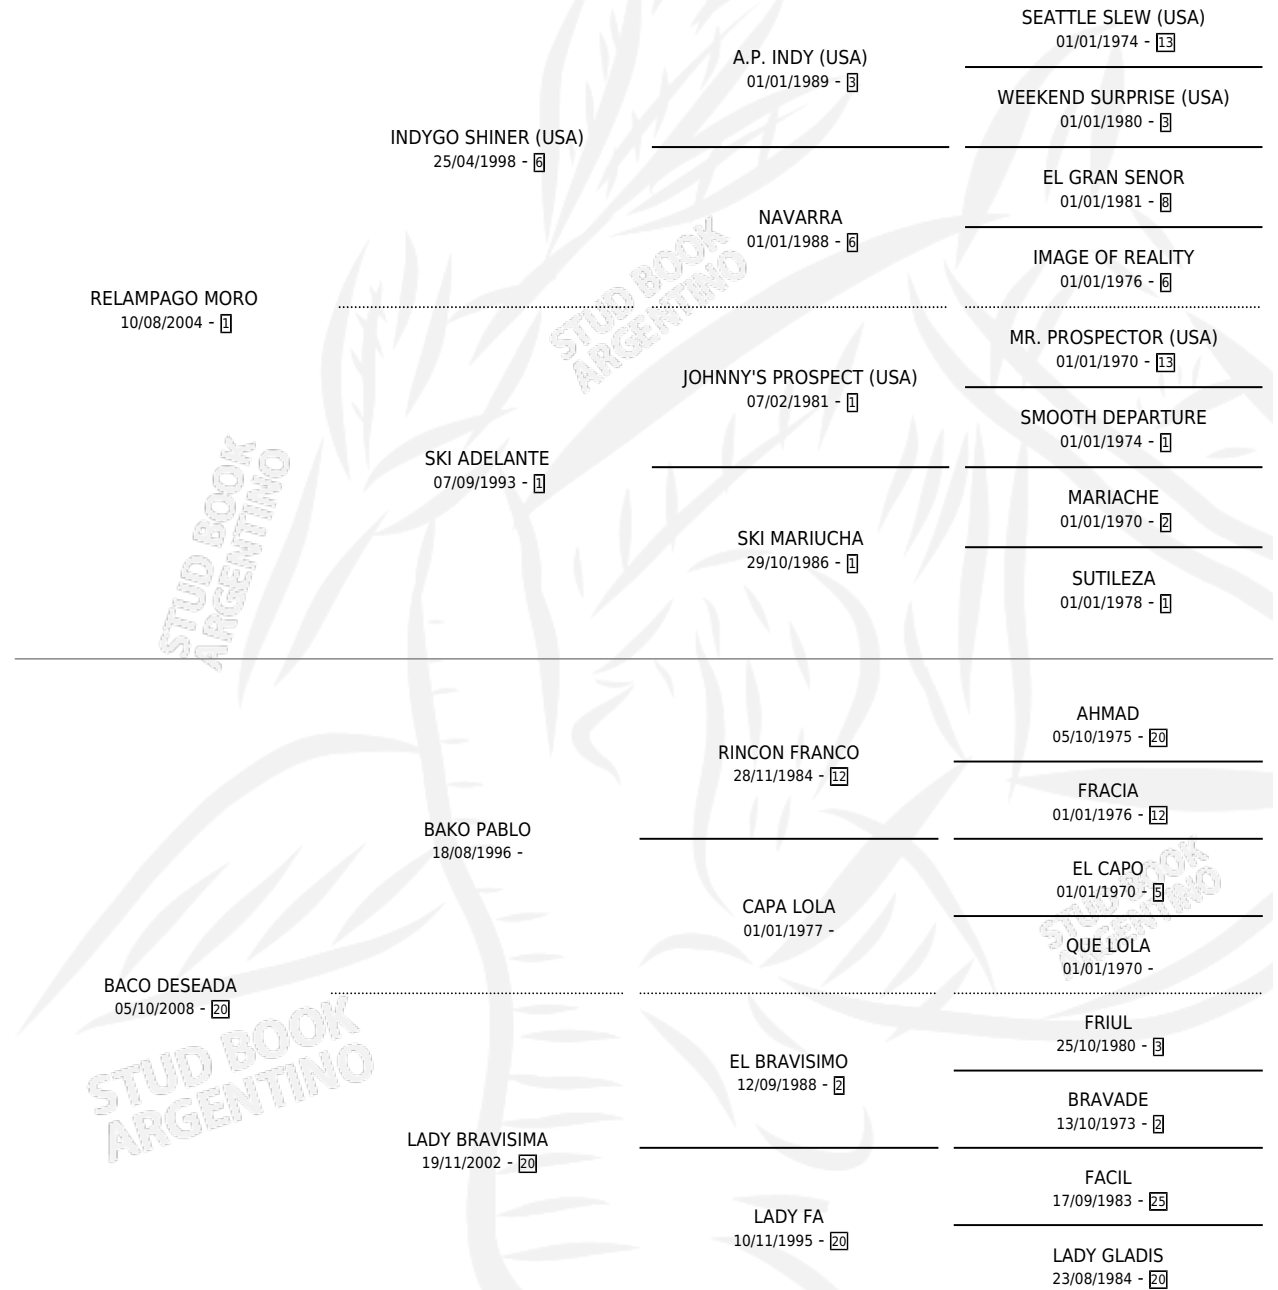 SEATTLE SLEW (USA)
01/01/1974 - 13
A.P. INDY (USA)
01/01/1989 - 3
WEEKEND SURPRISE (USA)
01/01/1980 - 3
INDYGO SHINER (USA)
25/04/1998 - 6
EL GRAN SENOR
01/01/1981 - 8
NAVARRA
01/01/1988 - 6
IMAGE OF REALITY
01/01/1976 - 6
RELAMPAGO MORO
10/08/2004 - 1
MR. PROSPECTOR (USA)
01/01/1970 - 13
JOHNNY'S PROSPECT (USA)
07/02/1981 - 1
SMOOTH DEPARTURE
01/01/1974 - 1
SKI ADELANTE
07/09/1993 - 1
MARIACHE
01/01/1970 - 2
SKI MARIUCHA
29/10/1986 - 1
SUTILEZA
01/01/1978 - 1
STUD BOOK
ARGENTINO
STUD BOOK
ARGENTINO
AHMAD
05/10/1975 - 20
RINCON FRANCO
28/11/1984 - 12
FRACIA
01/01/1976 - 12
BAKO PABLO
18/08/1996 -
EL CAPO
01/01/1970 - 5
CAPA LOLA
01/01/1977 -
QUE LOLA
01/01/1970 -
STUD BOOK
ARGENTINO
BACO DESEADA
05/10/2008 - 20
FRIUL
25/10/1980 - 3
EL BRAVISIMO
12/09/1988 - 2
BRAVADE
13/10/1973 - 2
STUD BOOK
ARGENTINO
LADY BRAVISIMA
19/11/2002 - 20
FACIL
17/09/1983 - 25
LADY FA
10/11/1995 - 20
LADY GLADIS
23/08/1984 - 20